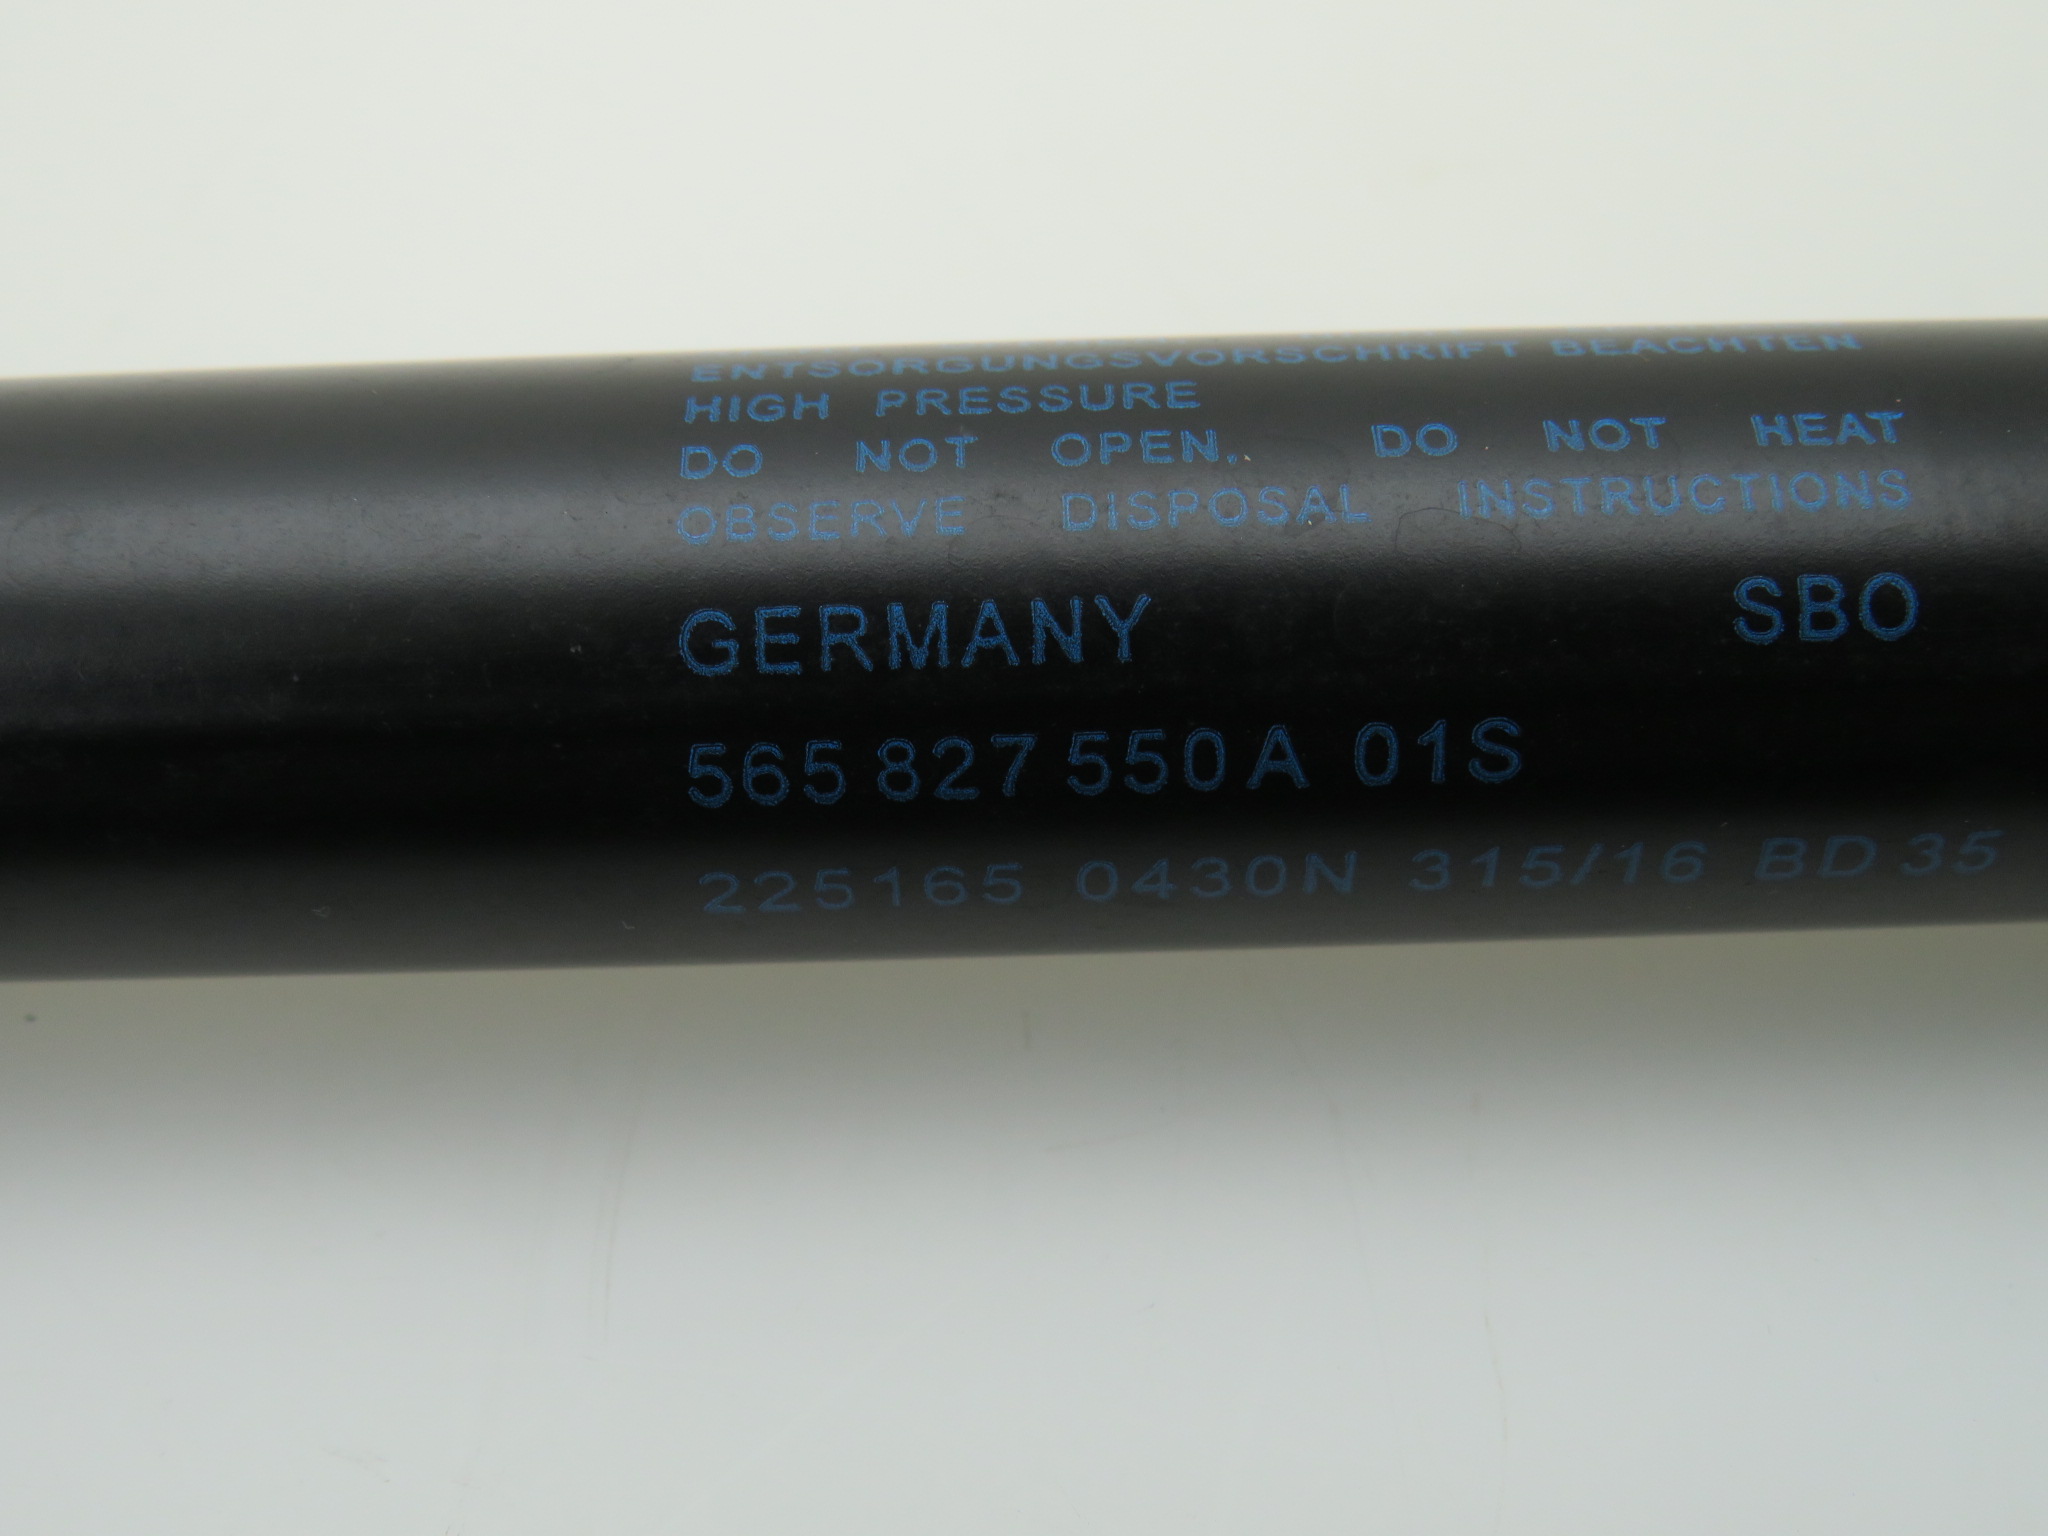 ENTSORGUNGSVORSCHRIFT BEACHTEN
HIGH PRESSURE
DO NOT OPEN, DO NOT HEAT
OBSERVE DISPOSAL INSTRUCTIONS
GERMANY SBO
565 827 550 A 01S
225165 0430N 315/16 BD 35